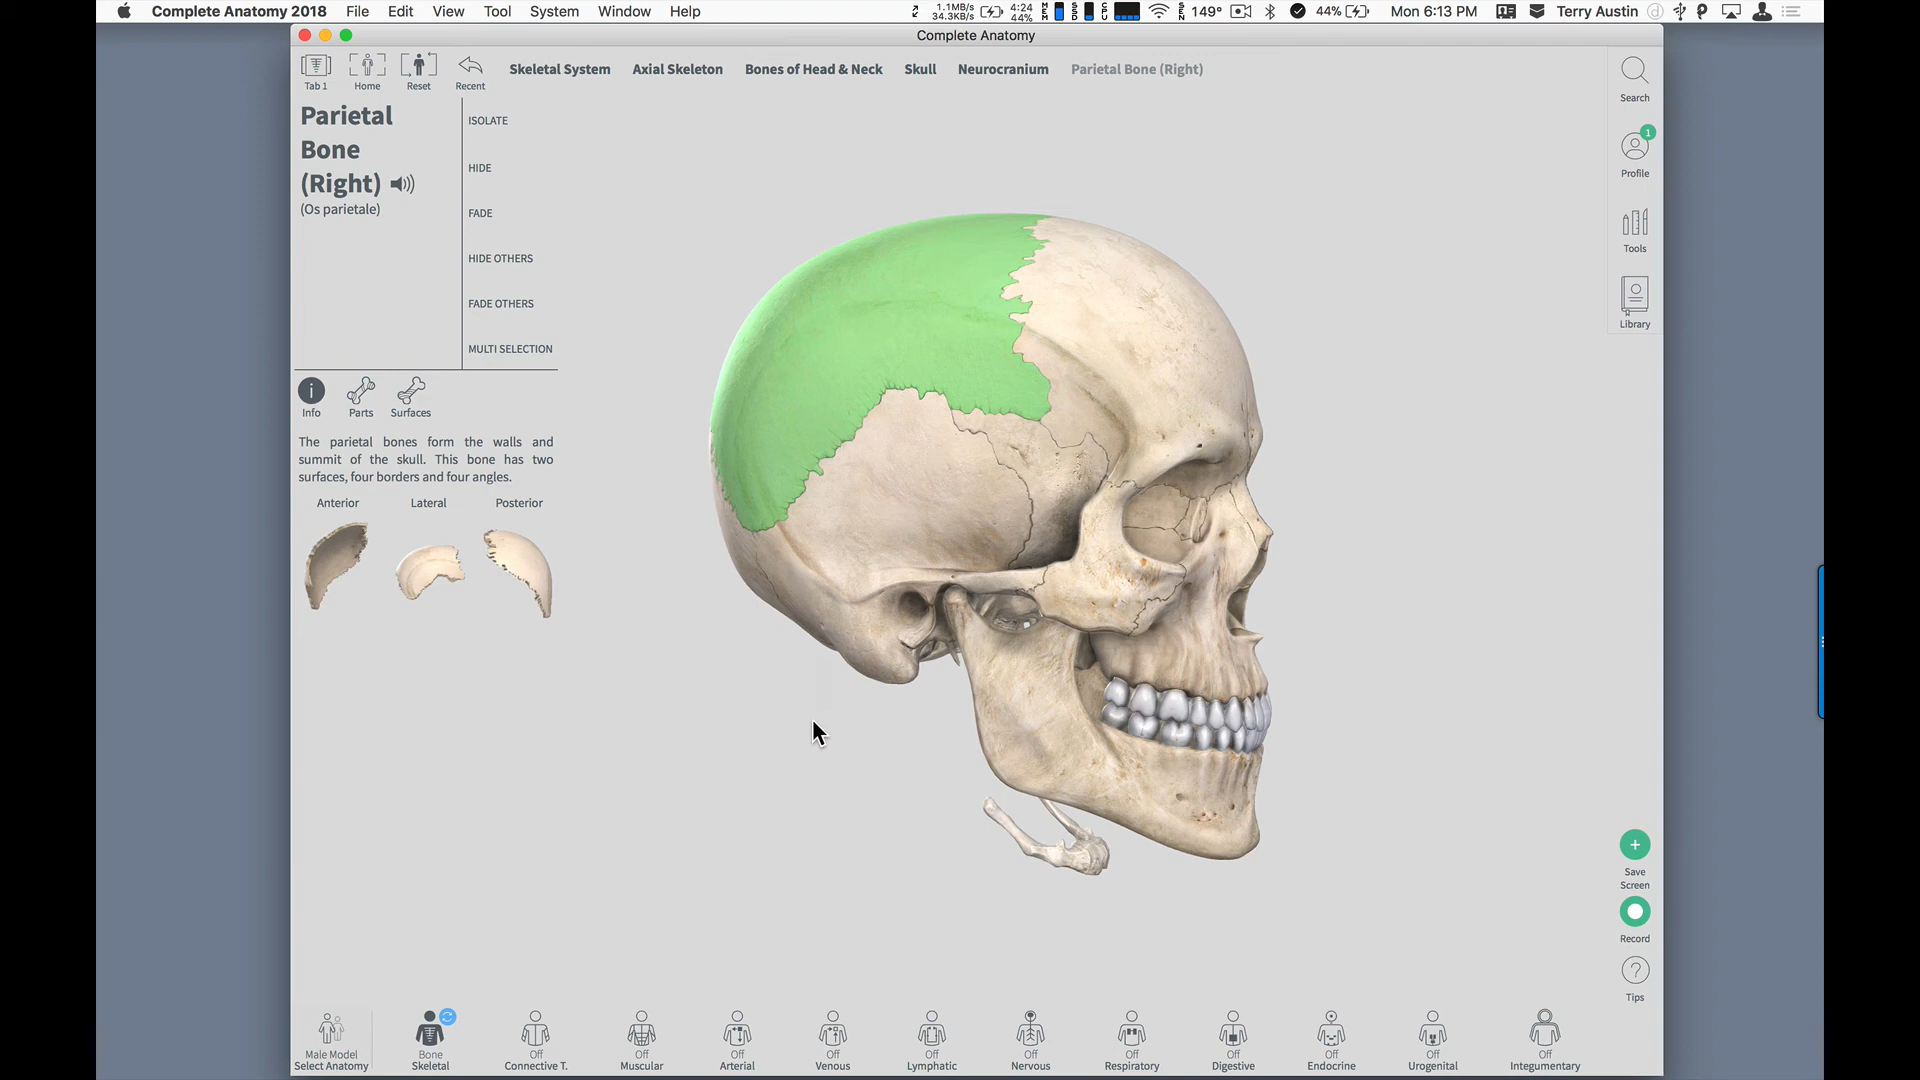 Complete Anatomy 2018 File Edit View Tool System Window Help 1.1MB/s 34.3KB/s 4:24 44% MEM SSD CPU SEN 149° 44% Mon 6:13 PM Terry Austin
Complete Anatomy
Tab 1 Home Reset Recent
Skeletal System Axial Skeleton Bones of Head & Neck Skull Neurocranium Parietal Bone (Right)
Search
1
Profile
Tools
Library
Parietal
Bone
(Right)
(Os parietale)
ISOLATE
HIDE
FADE
HIDE OTHERS
FADE OTHERS
MULTI SELECTION
Info Parts Surfaces
The parietal bones form the walls and
summit of the skull. This bone has two
surfaces, four borders and four angles.
Anterior Lateral Posterior
Save
Screen
Record
Tips
Male Model Bone Off Off Off Off Off Off Off Off Off Off Off
Select Anatomy Skeletal Connective T. Muscular Arterial Venous Lymphatic Nervous Respiratory Digestive Endocrine Urogenital Integumentary